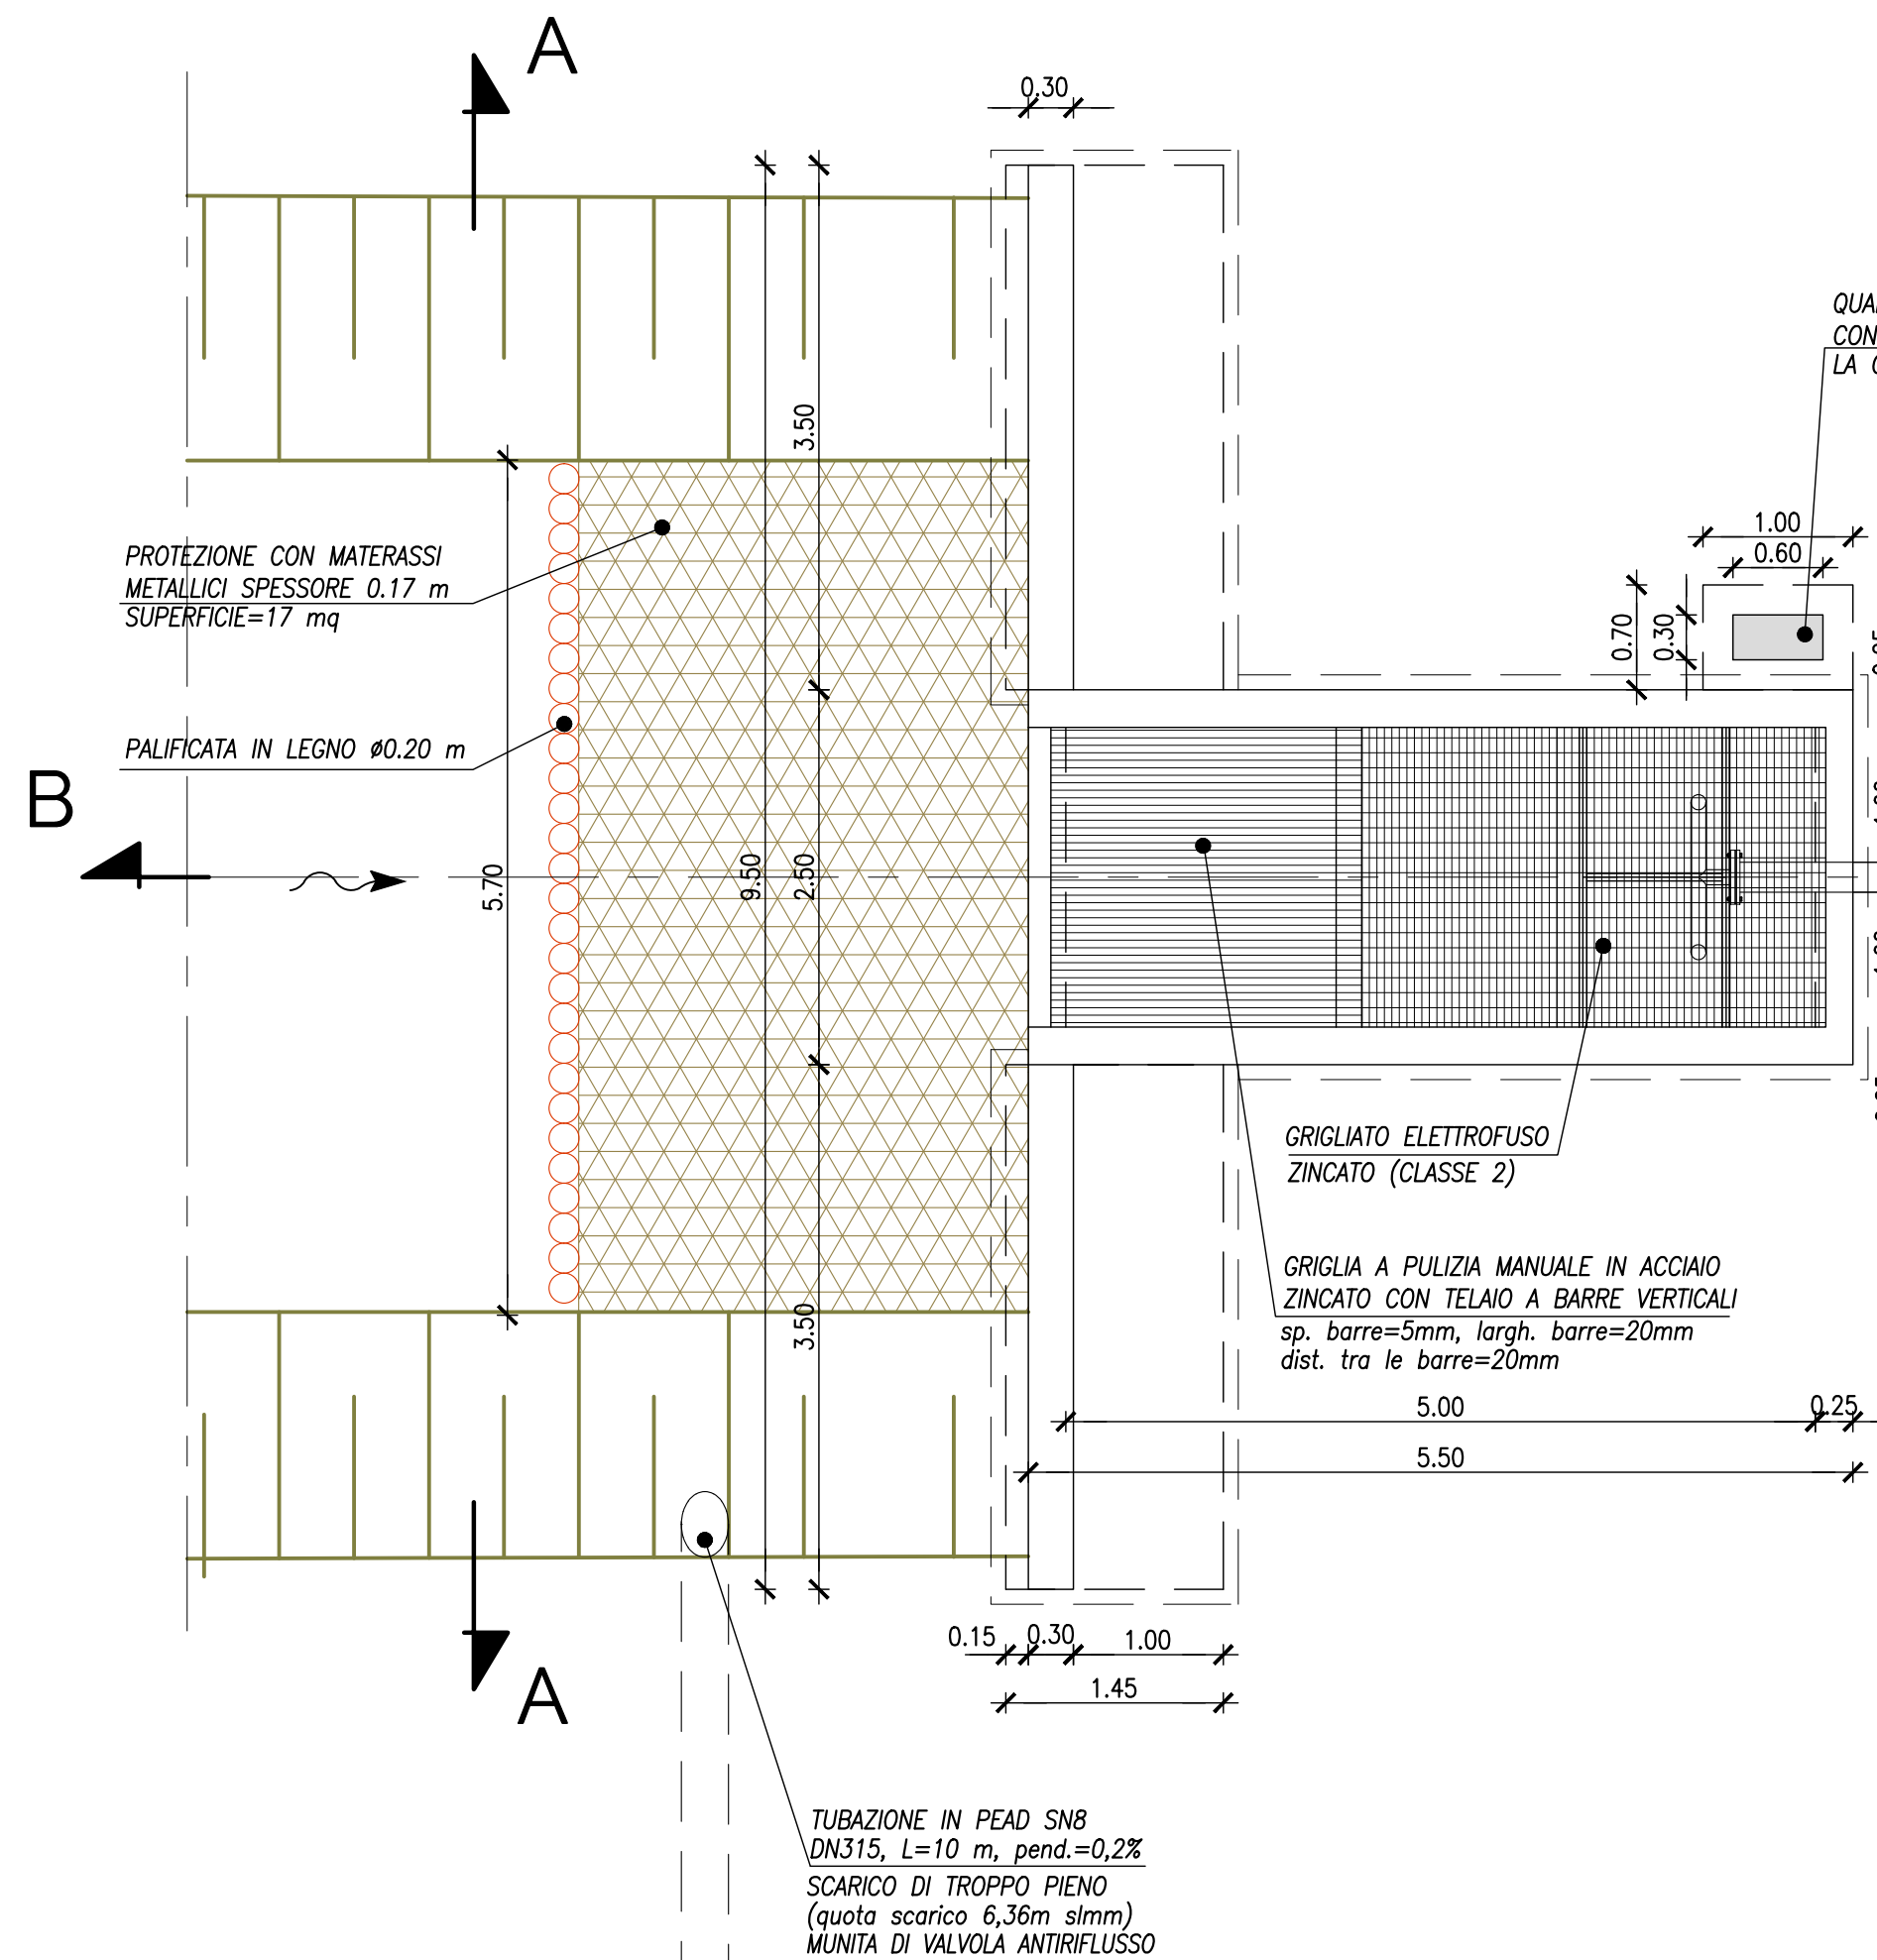 A
0.30
QUA
CON
LA
3.50
1.00
0.60
0.70
0.30
PROTEZIONE CON MATERASSI
METALLICI SPESSORE 0.17 m
SUPERFICIE=17 mq
PALIFICATA IN LEGNO ø0.20 m
B
5.70
9.50
2.50
GRIGLIATO ELETTROFUSO
ZINCATO (CLASSE 2)
GRIGLIA A PULIZIA MANUALE IN ACCIAIO
ZINCATO CON TELAIO A BARRE VERTICALI
sp. barre=5mm, largh. barre=20mm
dist. tra le barre=20mm
3.50
5.00
0.25
5.50
0.15
0.30
1.00
1.45
A
TUBAZIONE IN PEAD SN8
DN315, L=10 m, pend.=0,2%
SCARICO DI TROPPO PIENO
(quota scarico 6,36m slmm)
MUNITA DI VALVOLA ANTIRIFLUSSO